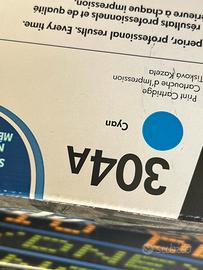 304A
Cyan
Print Cartridge
Cartouche d'Impression
Tisková Kazeta
perior, professional results. Every time.
résultats professionnels et de qualité
érieure à chaque impression.
subito